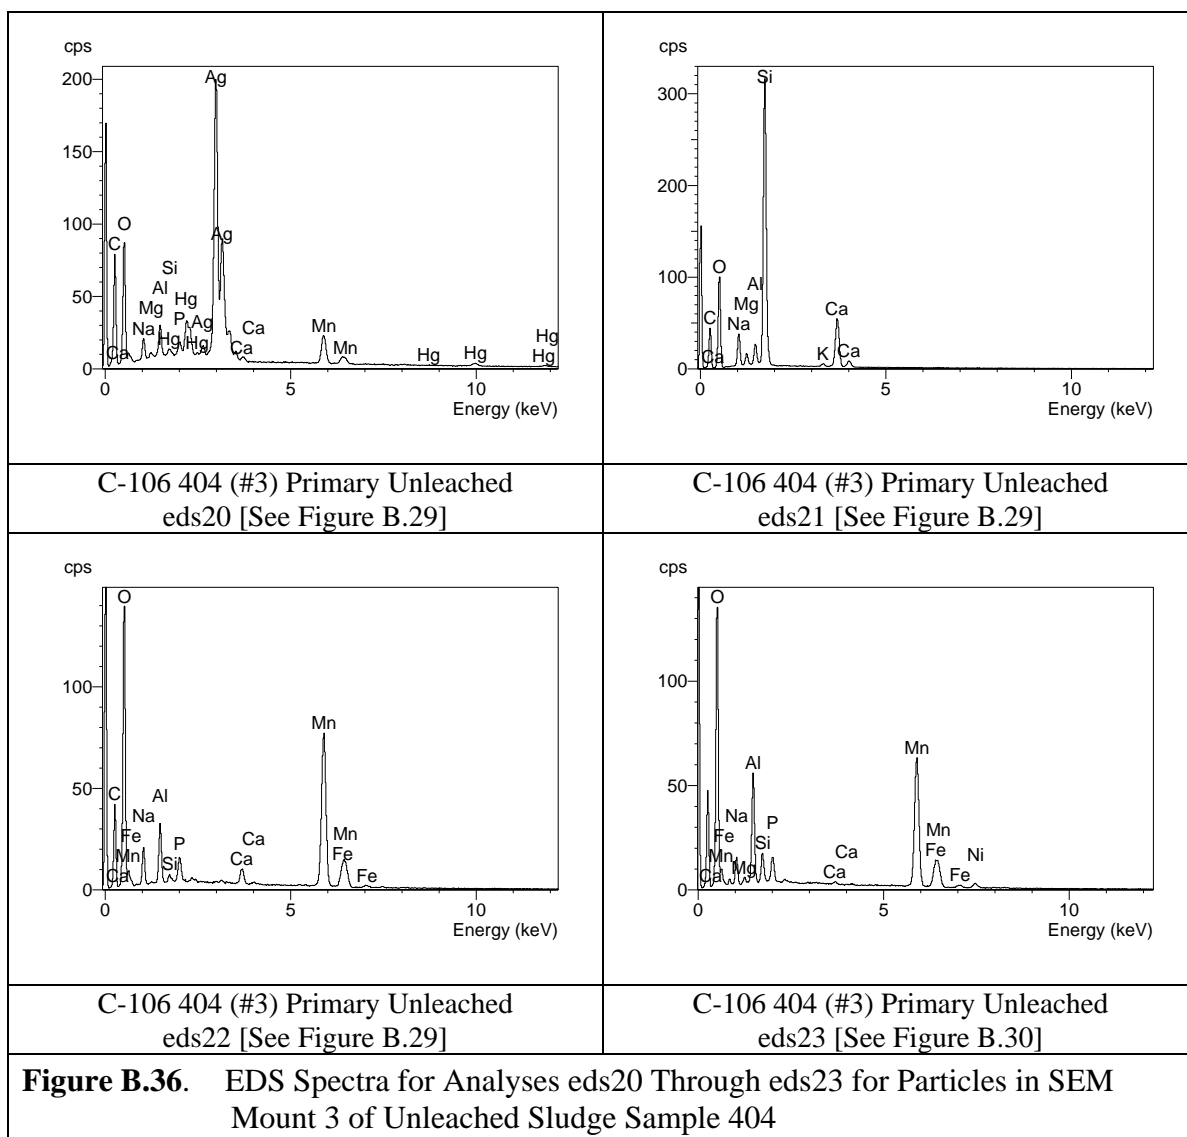 cps
Ag
200
150
O
Ag
100
C
Si
Al
50
Mg
Hg
Na
P
Ag
Ca
Mn
Hg
Hg
Hg
Ca
Ca
Mn
Hg
Hg
Hg
0
0
5
10
Energy (keV)
cps
Si
300
200
100
O
Al
Mg
Ca
C
Na
Ca
K
Ca
0
0
5
10
Energy (keV)
C-106 404 (#3) Primary Unleached
eds20 [See Figure B.29]
C-106 404 (#3) Primary Unleached
eds21 [See Figure B.29]
cps
O
100
Mn
50
C
Na
Al
Fe
P
Ca
Mn
Mn
Si
Ca
Fe
Ca
Fe
0
0
5
10
Energy (keV)
cps
O
100
Mn
Al
50
Na
P
Fe
Mn
Si
Mn
Fe
Ca
Mg
Ca
Ca
Fe
Ni
0
0
5
10
Energy (keV)
C-106 404 (#3) Primary Unleached
eds22 [See Figure B.29]
C-106 404 (#3) Primary Unleached
eds23 [See Figure B.30]
Figure B.36. EDS Spectra for Analyses eds20 Through eds23 for Particles in SEM
Mount 3 of Unleached Sludge Sample 404